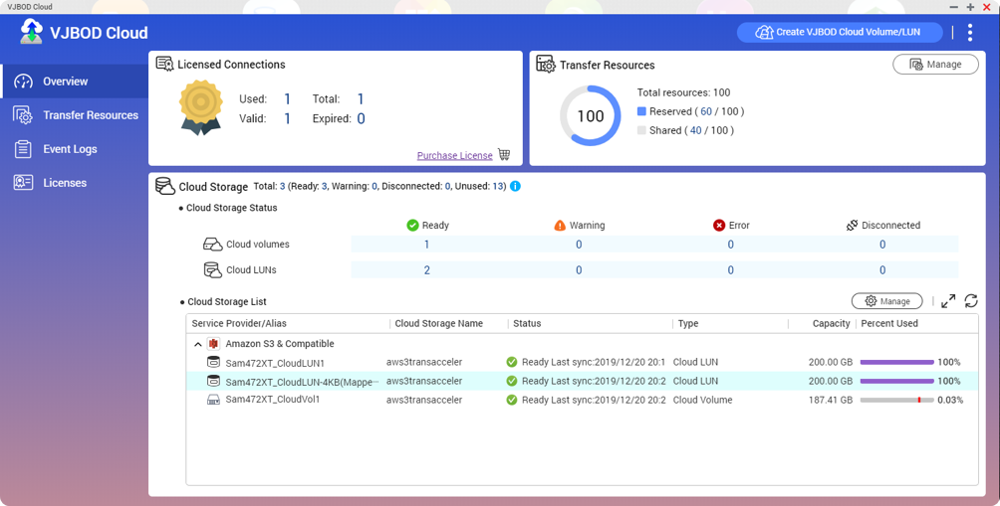 VJBOD Cloud
VJBOD Cloud
Create VJBOD Cloud Volume/LUN
Overview
Transfer Resources
Event Logs
Licenses
Licensed Connections
Used: 1 Total: 1
Valid: 1 Expired: 0
Purchase License
Transfer Resources
Manage
100
Total resources: 100
Reserved ( 60 / 100 )
Shared ( 40 / 100 )
Cloud Storage Total: 3 (Ready: 3, Warning: 0, Disconnected: 0, Unused: 13)
• Cloud Storage Status
Ready Warning Error Disconnected
Cloud volumes 1 0 0 0
Cloud LUNs 2 0 0 0
• Cloud Storage List
Manage
Service Provider/Alias Cloud Storage Name Status Type Capacity Percent Used
Amazon S3 & Compatible
Sam472XT_CloudLUN1 aws3transacceler Ready Last sync:2019/12/20 20:1 Cloud LUN 200.00 GB 100%
Sam472XT_CloudLUN-4KB(Mappe··· aws3transacceler Ready Last sync:2019/12/20 20:2 Cloud LUN 200.00 GB 100%
Sam472XT_CloudVol1 aws3transacceler Ready Last sync:2019/12/20 20:2 Cloud Volume 187.41 GB 0.03%